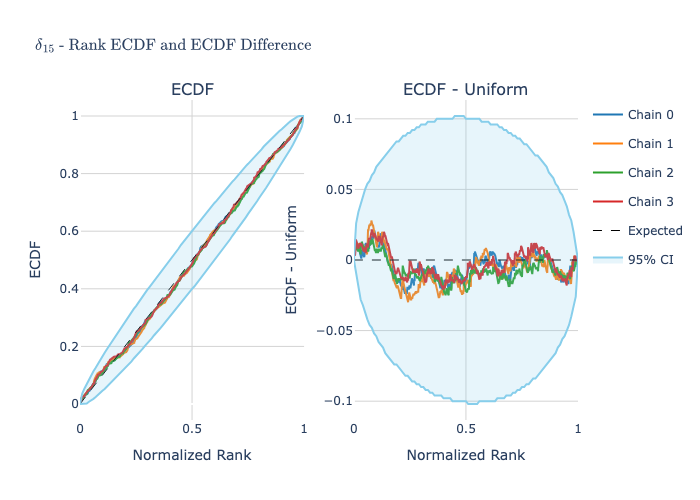 δ₁₅ - Rank ECDF and ECDF Difference
ECDF
ECDF - Uniform
1
0.8
0.6
0.4
0.2
0
0
0.5
1
ECDF
Normalized Rank
0.1
0.05
0
−0.05
−0.1
0
0.5
1
ECDF - Uniform
Normalized Rank
Chain 0
Chain 1
Chain 2
Chain 3
Expected
95% CI